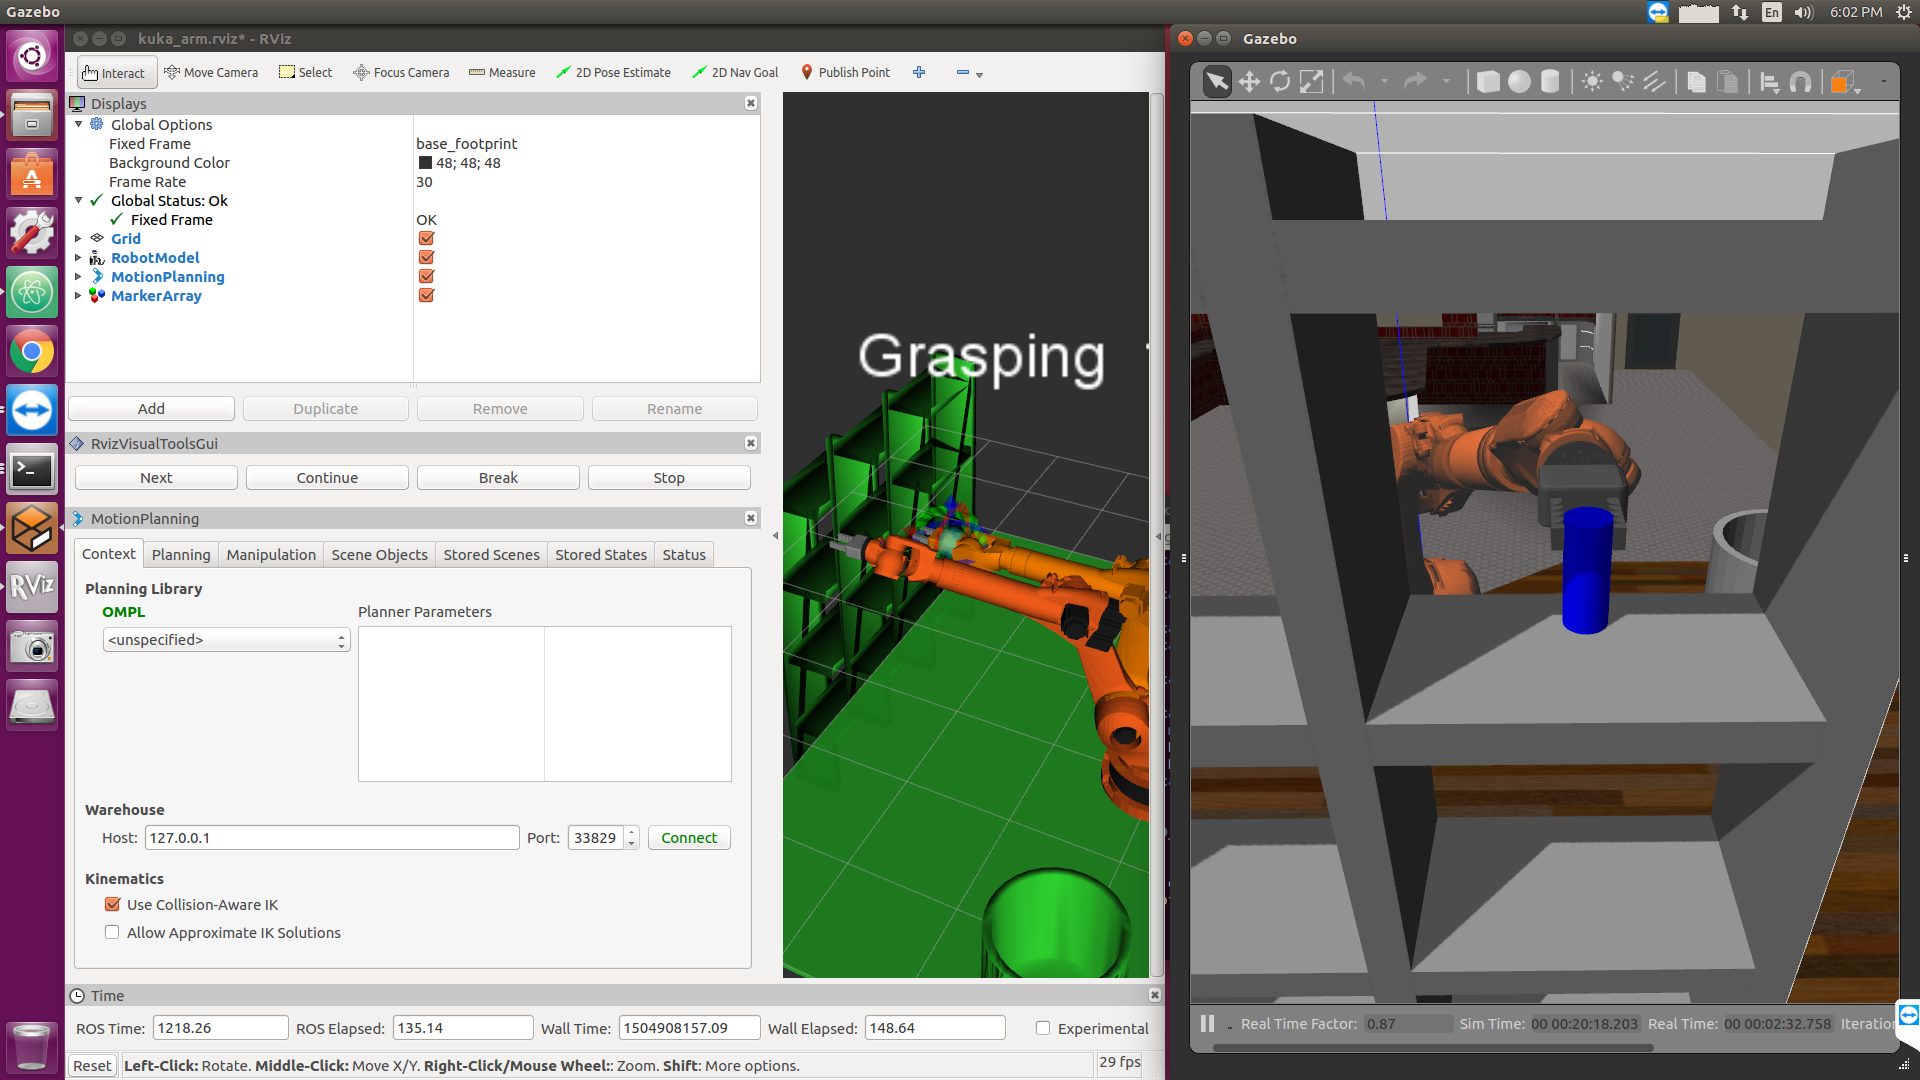 Gazebo
En
6:02 PM
kuka_arm.rviz* - RViz
Interact
Move Camera
Select
Focus Camera
Measure
2D Pose Estimate
2D Nav Goal
Publish Point
Displays
Global Options
Fixed Frame base_footprint
Background Color 48; 48; 48
Frame Rate 30
Global Status: Ok
Fixed Frame OK
Grid
RobotModel
MotionPlanning
MarkerArray
Add Duplicate Remove Rename
RvizVisualToolsGui
Next Continue Break Stop
MotionPlanning
Context Planning Manipulation Scene Objects Stored Scenes Stored States Status
Planning Library
OMPL
Planner Parameters
<unspecified>
Warehouse
Host: 127.0.0.1 Port: 33829 Connect
Kinematics
Use Collision-Aware IK
Allow Approximate IK Solutions
Time
ROS Time: 1218.26 ROS Elapsed: 135.14 Wall Time: 1504908157.09 Wall Elapsed: 148.64 Experimental
Reset Left-Click: Rotate. Middle-Click: Move X/Y. Right-Click/Mouse Wheel:: Zoom. Shift: More options. 29 fps
RViz
Grasping
Gazebo
Real Time Factor: 0.87 Sim Time: 00 00:20:18.203 Real Time: 00 00:02:32.758 Iteration